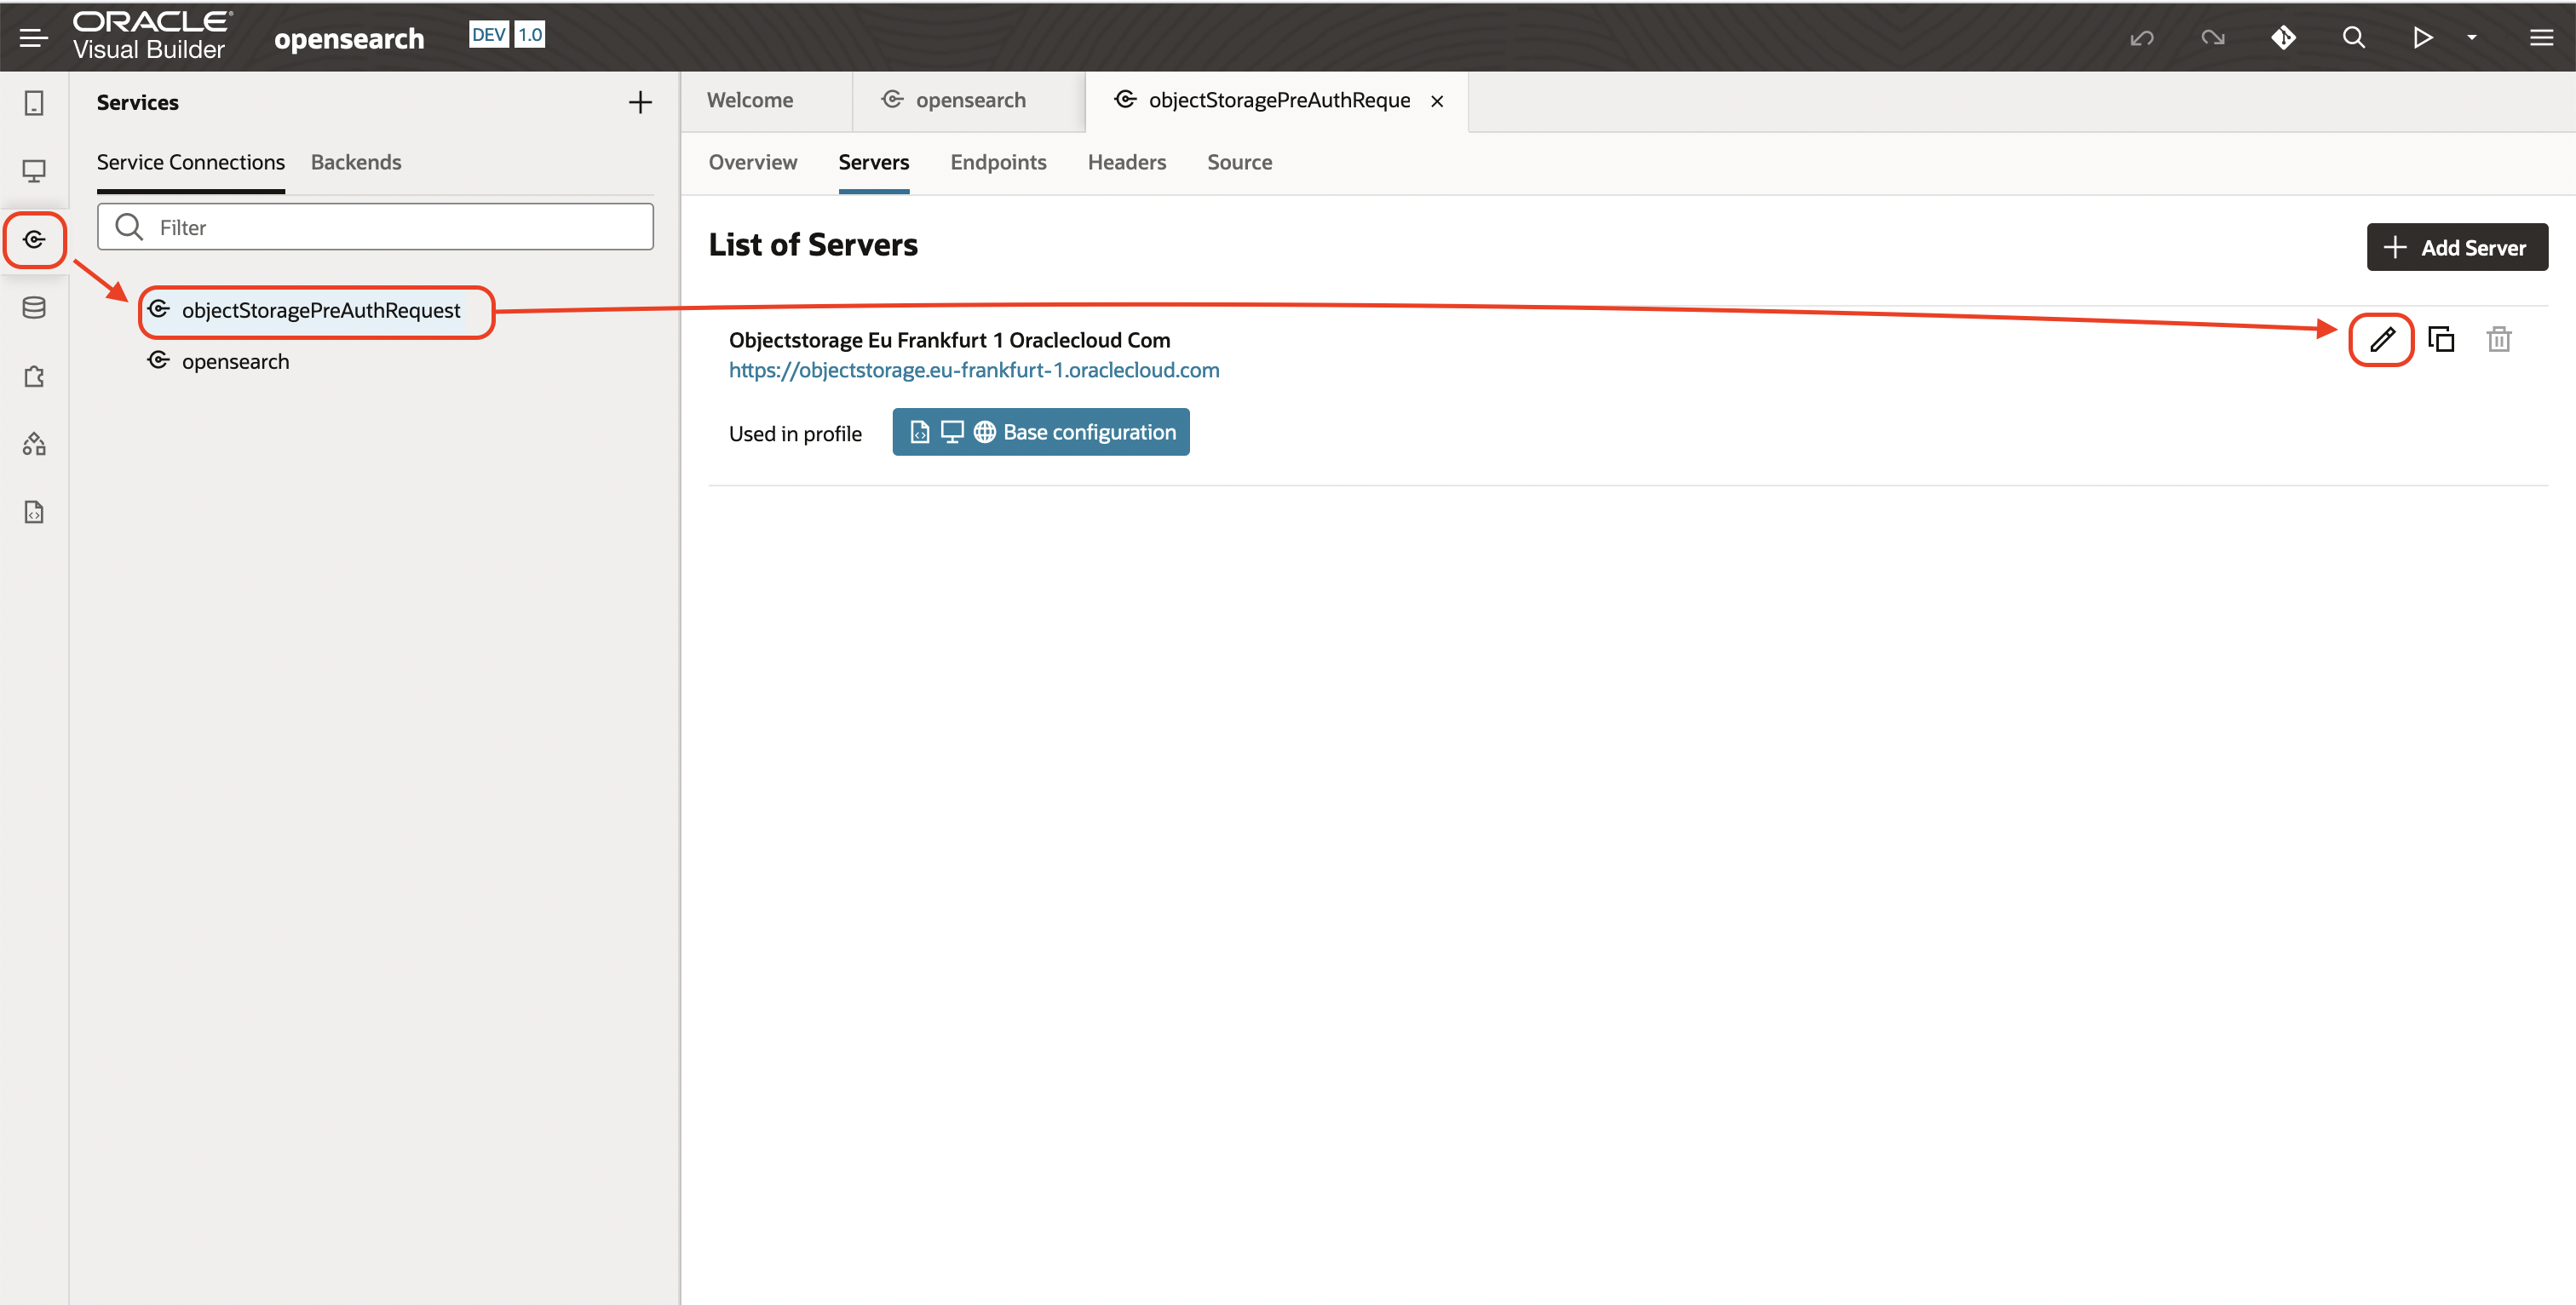 ORACLE
Visual Builder
opensearch
DEV 1.0
Services
Service Connections
Backends
Filter
objectStoragePreAuthRequest
opensearch
Welcome
opensearch
objectStoragePreAuthReque
Overview
Servers
Endpoints
Headers
Source
List of Servers
Add Server
Objectstorage Eu Frankfurt 1 Oraclecloud Com
https://objectstorage.eu-frankfurt-1.oraclecloud.com
Used in profile
Base configuration